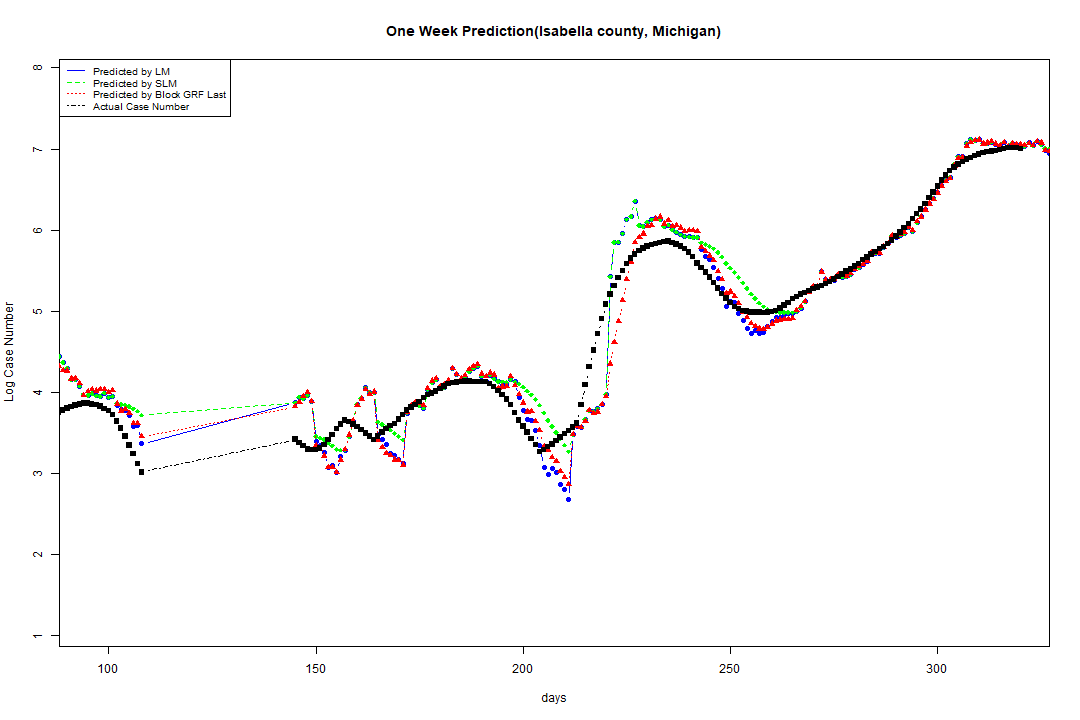 One Week Prediction(Isabella county, Michigan)
Predicted by LM
Predicted by SLM
Predicted by Block GRF Last
Actual Case Number
8
7
6
5
4
3
2
1
Log Case Number
100 150 200 250 300
days